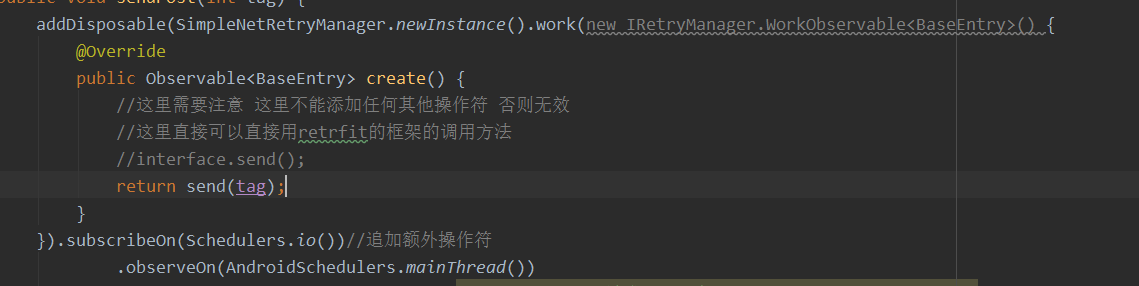 public void sendPost(int tag) {
addDisposable(SimpleNetRetryManager.newInstance().work(new IRetryManager.WorkObservable<BaseEntry>() {
@Override
public Observable<BaseEntry> create() {
//这里需要注意 这里不能添加任何其他操作符 否则无效
//这里直接可以直接用retrfit的框架的调用方法
//interface.send();
return send(tag);
}
}).subscribeOn(Schedulers.io())//追加额外操作符
.observeOn(AndroidSchedulers.mainThread())